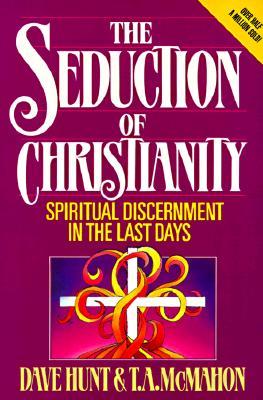 THE
SEDUCTION
OF
CHRISTIANITY
OVER HALF
A MILLION SOLD!
SPIRITUAL DISCERNMENT
IN THE LAST DAYS
DAVE HUNT & T.A. McMAHON